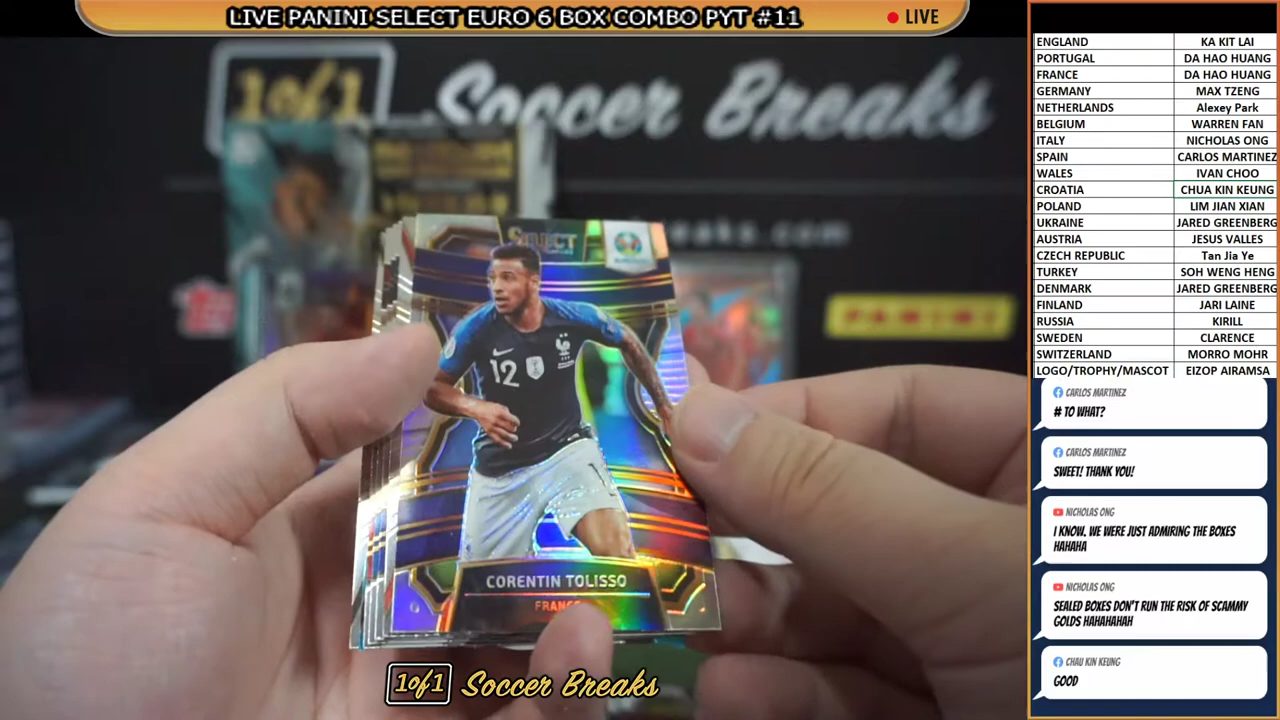 LIVE PANINI SELECT EURO 6 BOX COMBO PYT #11
LIVE
1of1 Soccer Breaks
PANINI
SELECT
12
CORENTIN TOLISSO
FRANCE
1of1 Soccer Breaks
ENGLAND KA KIT LAI
PORTUGAL DA HAO HUANG
FRANCE DA HAO HUANG
GERMANY MAX TZENG
NETHERLANDS Alexey Park
BELGIUM WARREN FAN
ITALY NICHOLAS ONG
SPAIN CARLOS MARTINEZ
WALES IVAN CHOO
CROATIA CHUA KIN KEUNG
POLAND LIM JIAN XIAN
UKRAINE JARED GREENBERG
AUSTRIA JESUS VALLES
CZECH REPUBLIC Tan Jia Ye
TURKEY SOH WENG HENG
DENMARK JARED GREENBERG
FINLAND JARI LAINE
RUSSIA KIRILL
SWEDEN CLARENCE
SWITZERLAND MORRO MOHR
LOGO/TROPHY/MASCOT EIZOP AIRAMSA
CARLOS MARTINEZ
# TO WHAT?
CARLOS MARTINEZ
SWEET! THANK YOU!
NICHOLAS ONG
I KNOW. WE WERE JUST ADMIRING THE BOXES
HAHAHA
NICHOLAS ONG
SEALED BOXES DON'T RUN THE RISK OF SCAMMY
GOLDS HAHAHAHAH
CHAU KIN KEUNG
GOOD